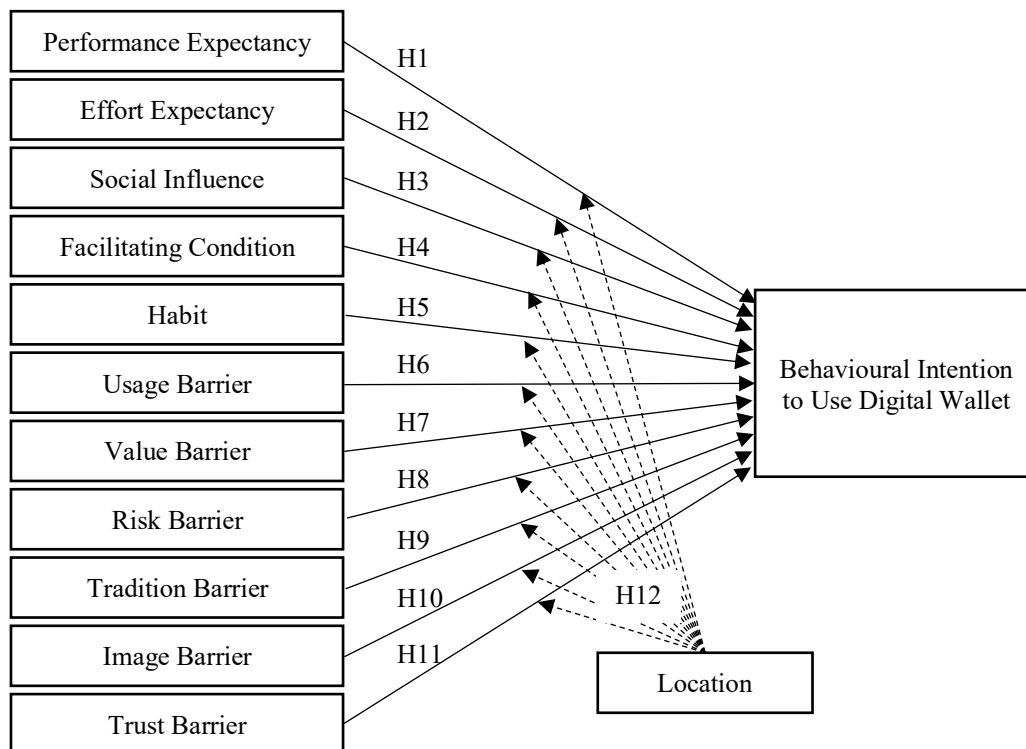 Performance Expectancy
H1
Effort Expectancy
H2
Social Influence
H3
Facilitating Condition
H4
Habit
H5
Usage Barrier
H6
Value Barrier
H7
Risk Barrier
H8
Tradition Barrier
H9
Image Barrier
H10
Trust Barrier
H11
Behavioural Intention
to Use Digital Wallet
H12
Location